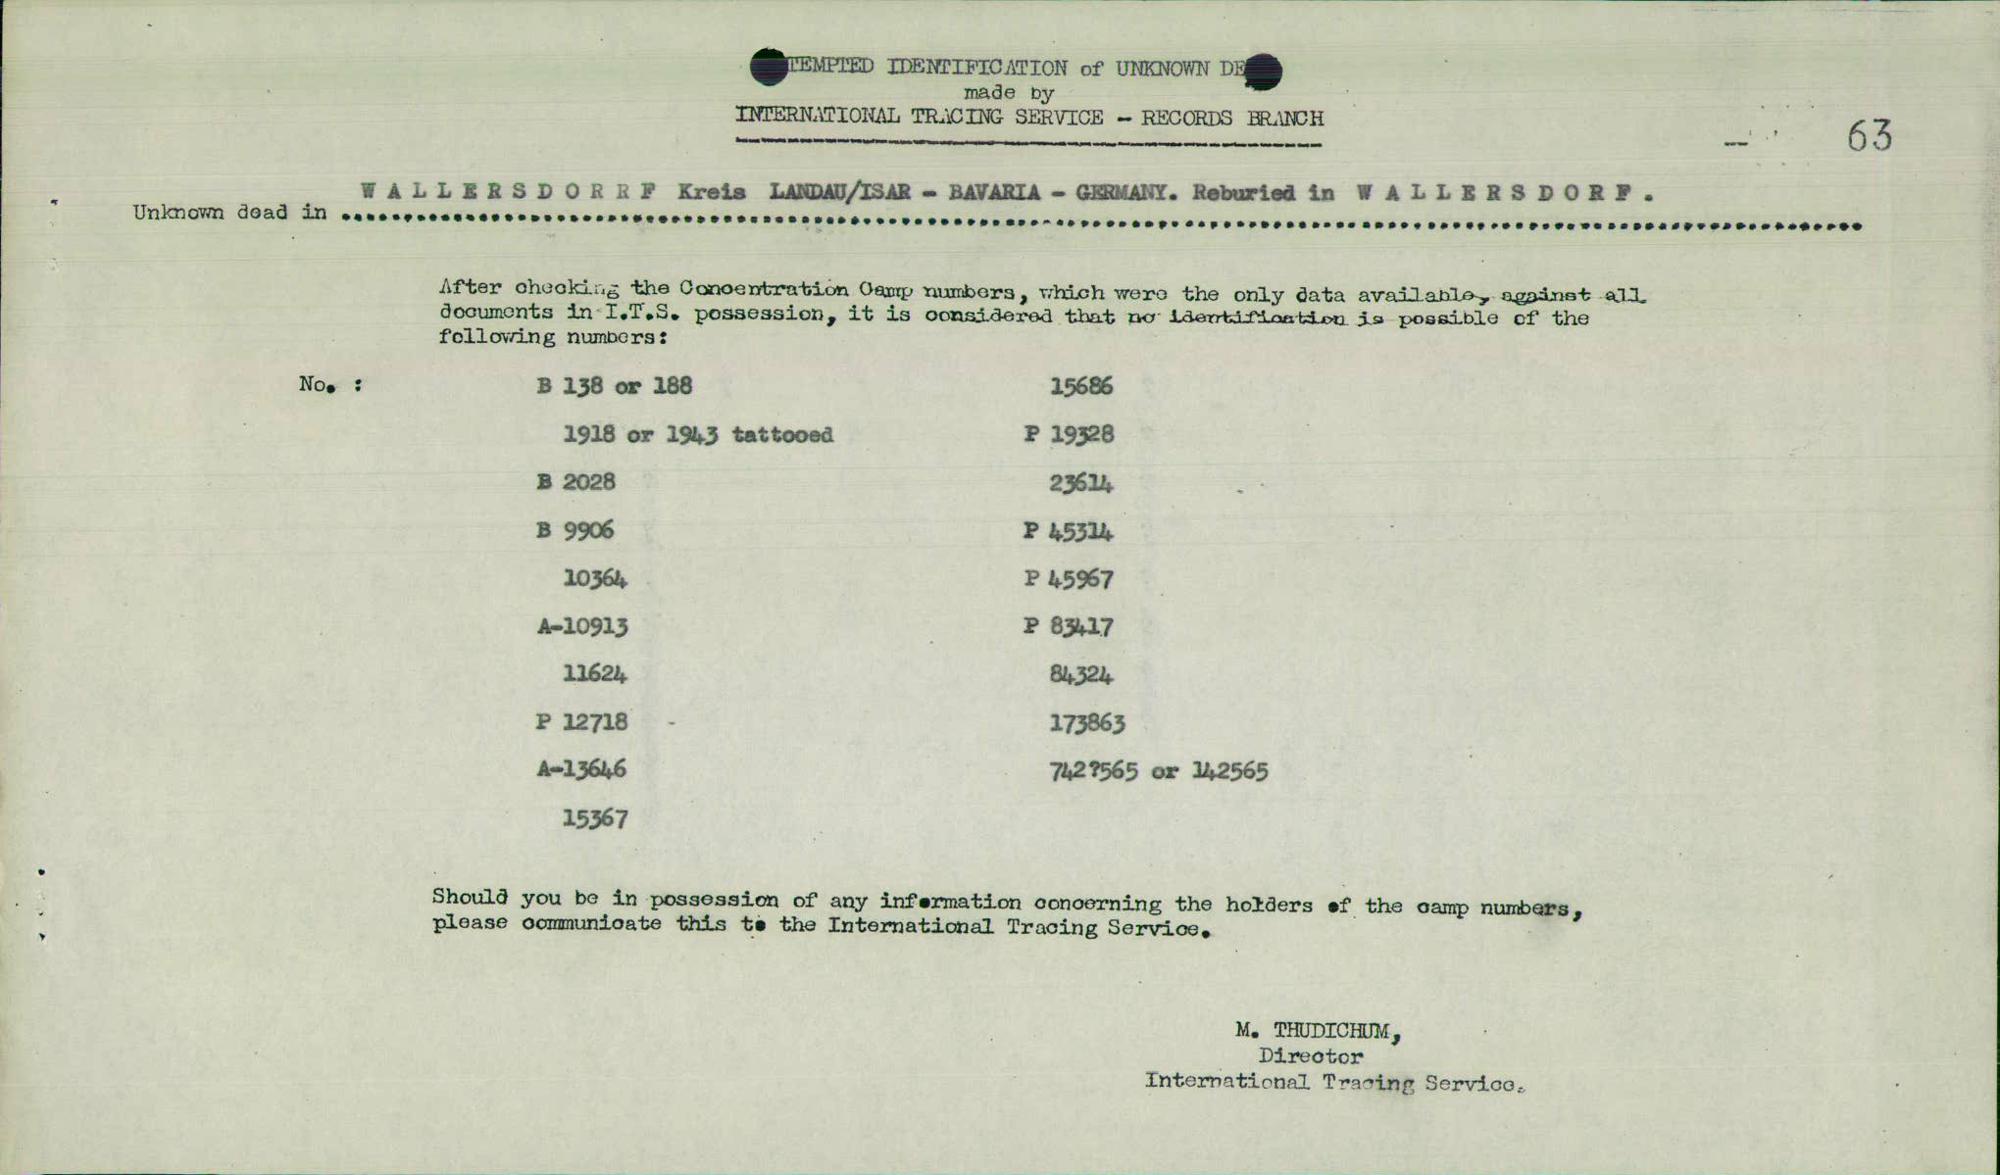 TEMPTED IDENTIFICATION of UNKNOWN DE
made by
INTERNATIONAL TRACING SERVICE - RECORDS BRANCH
63
W A L L E R S D O R R F Kreis LANDAU/ISAR - BAVARIA - GERMANY. Reburied in W A L L E R S D O R F .
Unknown dead in
After checking the Concentration Camp numbers, which were the only data available, against all
documents in I.T.S. possession, it is considered that no identification is possible of the
following numbers:
No. : B 138 or 188 15686
1918 or 1943 tattooed P 19328
B 2028 23614
B 9906 P 45314
10364 P 45967
A-10913 P 83417
11624 84324
P 12718 - 173863
A-13646 742?565 or 142565
15367
Should you be in possession of any information concerning the holders of the camp numbers,
please communicate this to the International Tracing Service.
M. THUDICHUM,
Director
International Tracing Service.